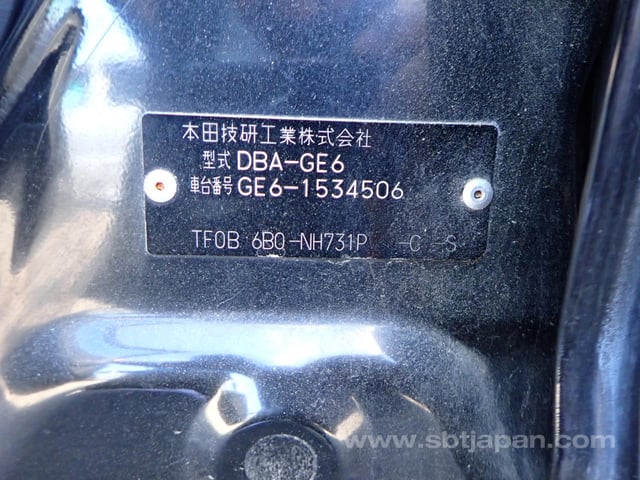 本田技研工業株式会社
型式 DBA-GE6
車台番号 GE6-1534506
TF0B 6BQ-NH731P -C -S
www.sbtjapan.com